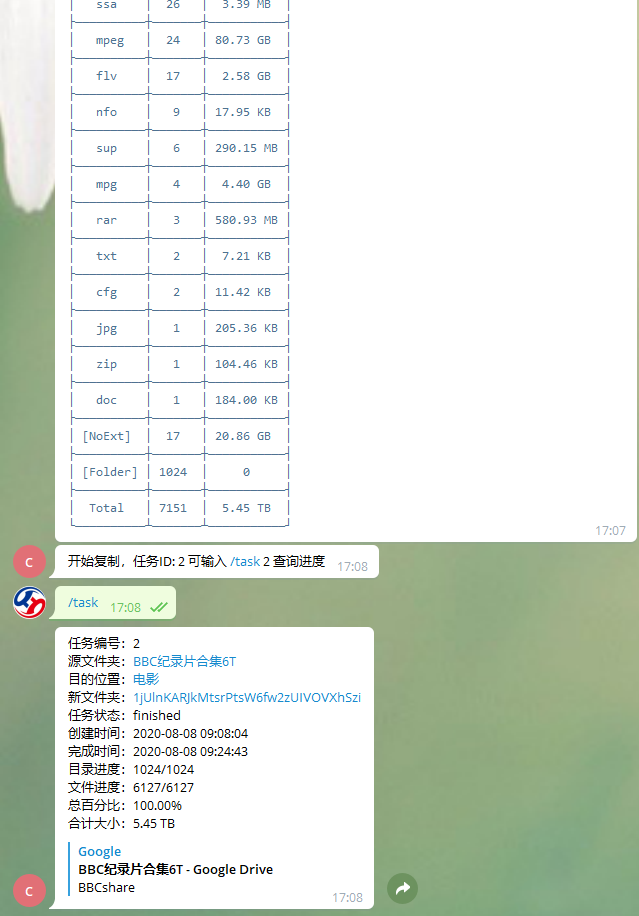 ssa 26 3.39 MB
mpeg 24 80.73 GB
flv 17 2.58 GB
nfo 9 17.95 KB
sup 6 290.15 MB
mpg 4 4.40 GB
rar 3 580.93 MB
txt 2 7.21 KB
cfg 2 11.42 KB
jpg 1 205.36 KB
zip 1 104.46 KB
doc 1 184.00 KB
[NoExt] 17 20.86 GB
[Folder] 1024 0
Total 7151 5.45 TB
17:07
C
开始复制，任务ID: 2 可输入 /task 2 查询进度 17:08
/task 17:08
任务编号：2
源文件夹：BBC纪录片合集6T
目的位置：电影
新文件夹：1jUlnKARJkMtsrPtsW6fw2zUIVOVXhSzi
任务状态：finished
创建时间：2020-08-08 09:08:04
完成时间：2020-08-08 09:24:43
目录进度：1024/1024
文件进度：6127/6127
总百分比：100.00%
合计大小：5.45 TB
Google
BBC纪录片合集6T - Google Drive
BBCshare
17:08
C